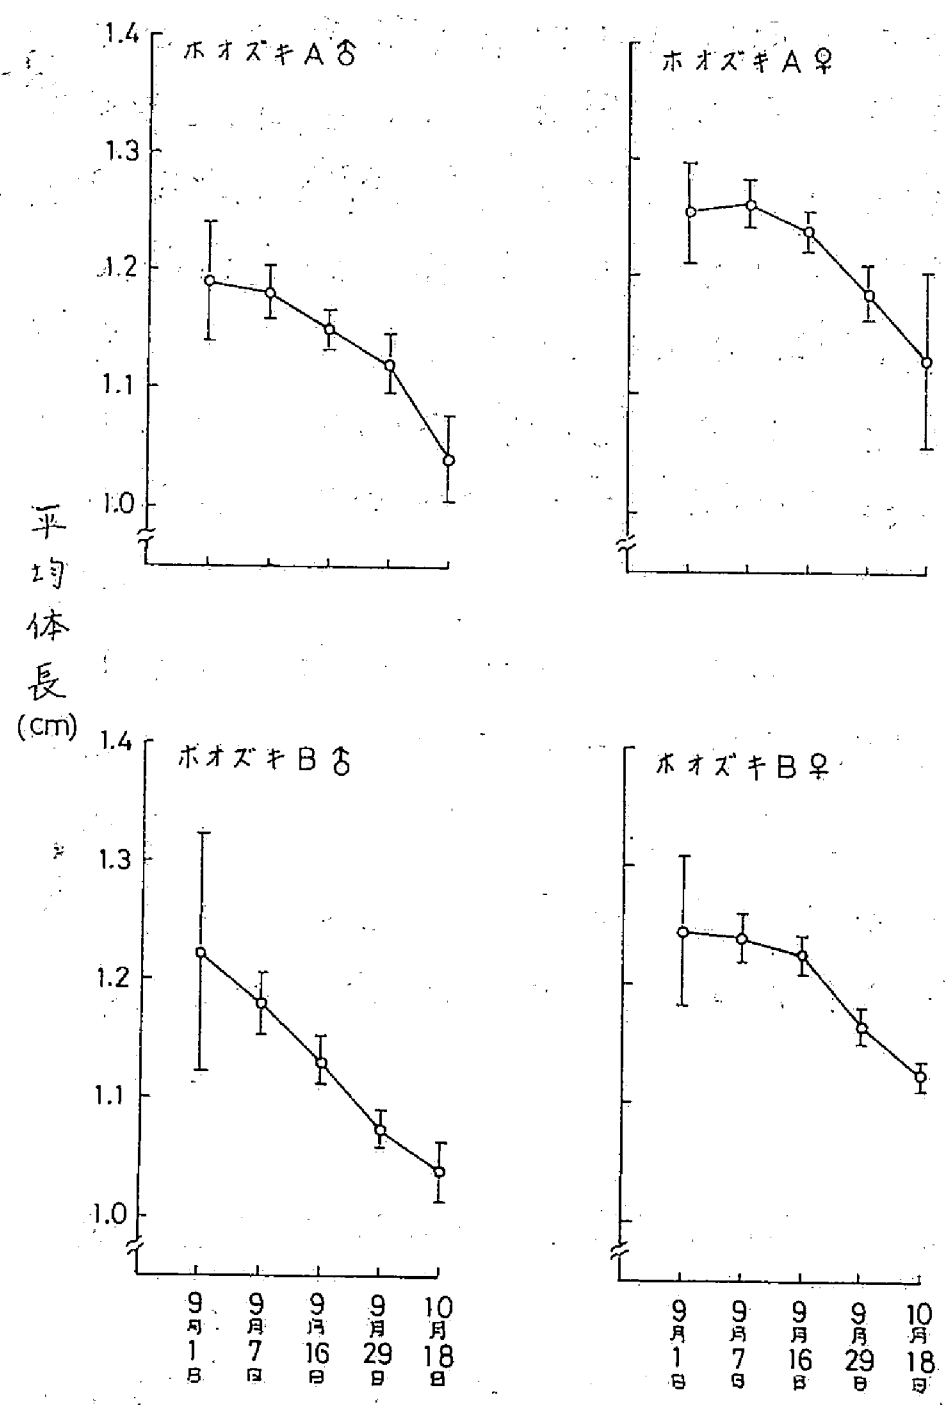 ホオズキA♂
1.4
1.3
1.2
1.1
1.0
ホオズキA♀
平均体長
(cm)
ホオズキB♂
1.4
1.3
1.2
1.1
1.0
9月1日
9月7日
9月16日
9月29日
10月18日
ホオズキB♀
9月1日
9月7日
9月16日
9月29日
10月18日